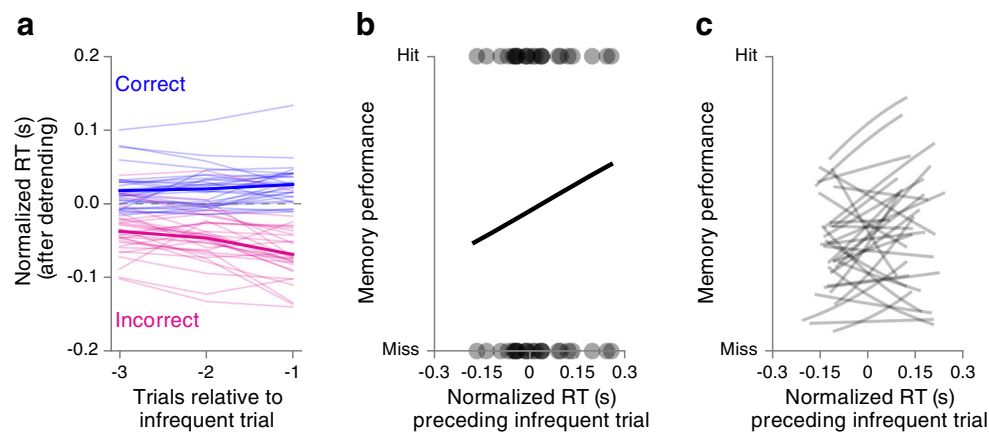 a
Normalized RT (s)
(after detrending)
0.2
0.1
0.0
-0.1
-0.2
Correct
Incorrect
-3
-2
-1
Trials relative to
infrequent trial
b
Memory performance
Hit
Miss
-0.3
-0.15
0
0.15
0.3
Normalized RT (s)
preceding infrequent trial
c
Memory performance
Hit
Miss
-0.3
-0.15
0
0.15
0.3
Normalized RT (s)
preceding infrequent trial